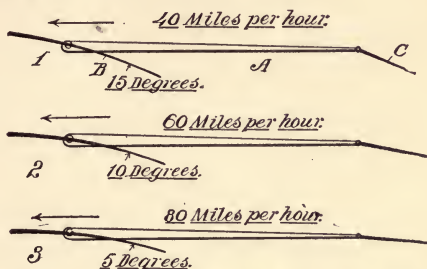 40 Miles per hour.
1 B A C
15 Degrees.
60 Miles per hour.
2
10 Degrees.
80 Miles per hour.
3
5 Degrees.